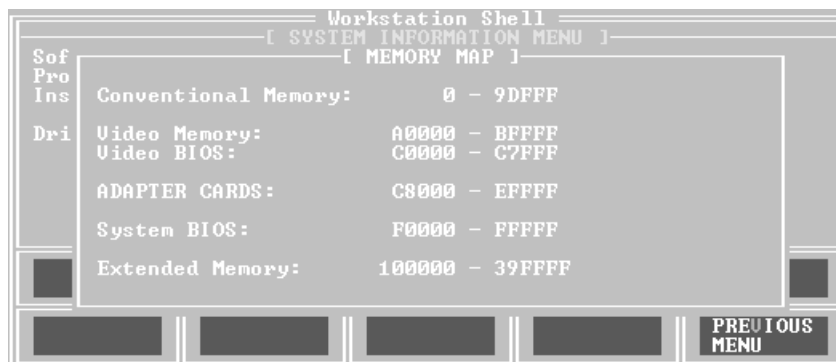 Workstation Shell
[ SYSTEM INFORMATION MENU ]
[ MEMORY MAP ]
Sof
Pro
Ins
Dri
Conventional Memory: 0 - 9DFFF
Video Memory: A0000 - BFFFF
Video BIOS: C0000 - C7FFF
ADAPTER CARDS: C8000 - EFFFF
System BIOS: F0000 - FFFFF
Extended Memory: 100000 - 39FFFF
PREVIOUS
MENU